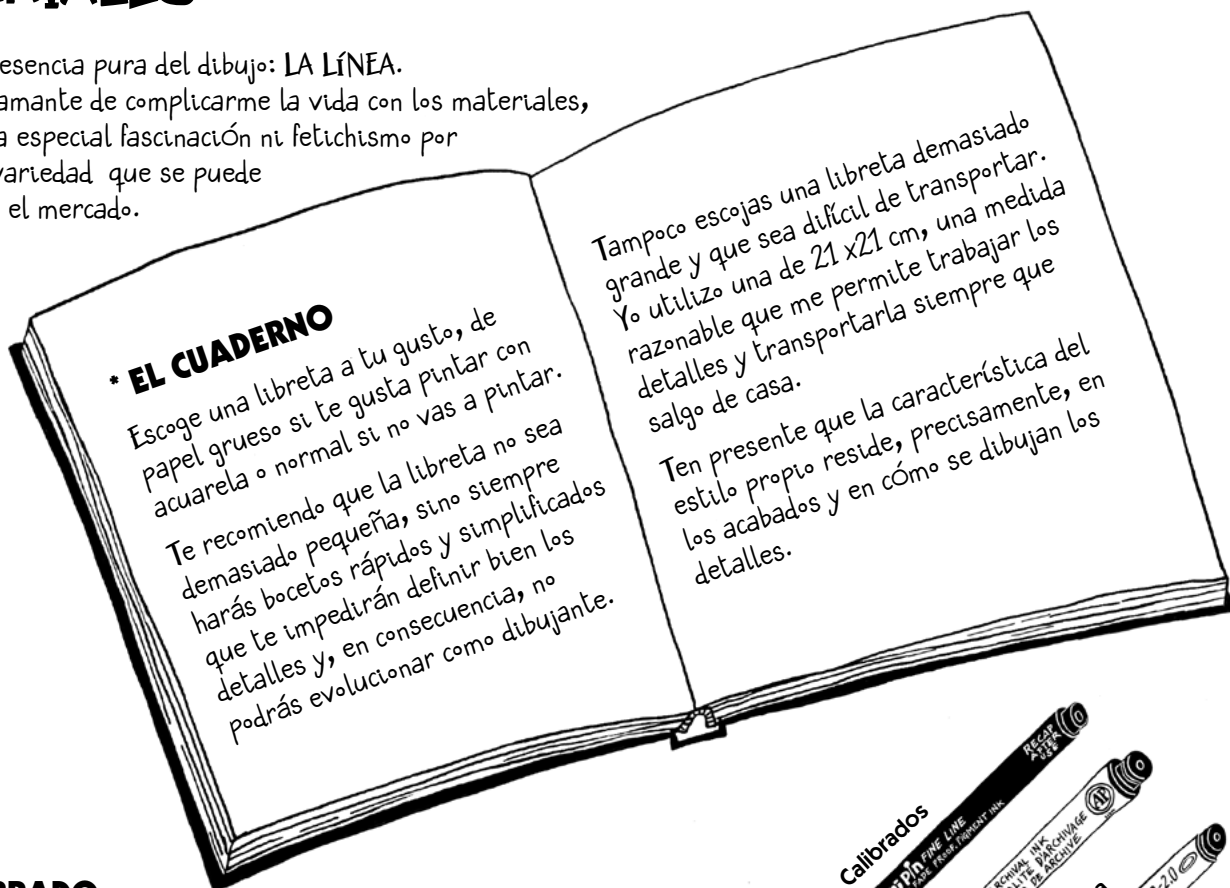 esencia pura del dibujo: LA LÍNEA.
amante de complicarme la vida con los materiales,
a especial fascinación ni fetichismo por
variedad que se puede
el mercado.
* EL CUADERNO
Escoge una libreta a tu gusto, de
papel grueso si te gusta pintar con
acuarela o normal si no vas a pintar.
Te recomiendo que la libreta no sea
demasiado pequeña, sino siempre
harás bocetos rápidos y simplificados
que te impedirán definir bien los
detalles y, en consecuencia, no
podrás evolucionar como dibujante.
Tampoco escojas una libreta demasiado
grande y que sea difícil de transportar.
Yo utilizo una de 21 x21 cm, una medida
razonable que me permite trabajar los
detalles y transportarla siempre que
salgo de casa.
Ten presente que la característica del
estilo propio reside, precisamente, en
los acabados y en cómo se dibujan los
detalles.
Calibrados
RECAP
AFTER
USE
FINE LINE
FADE PROOF, PIGMENT INK
AP